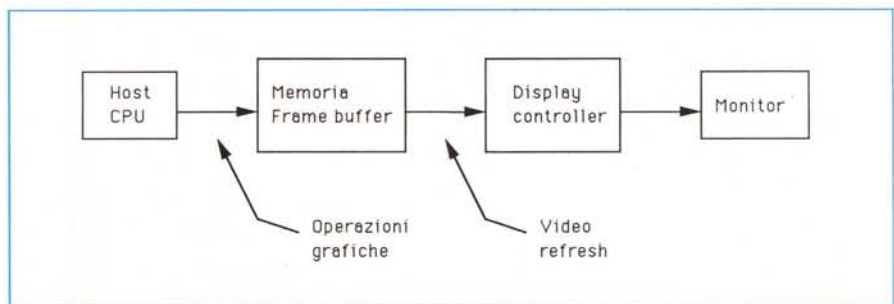 Host
CPU
Memoria
Frame buffer
Display
controller
Monitor
Operazioni
grafiche
Video
refresh